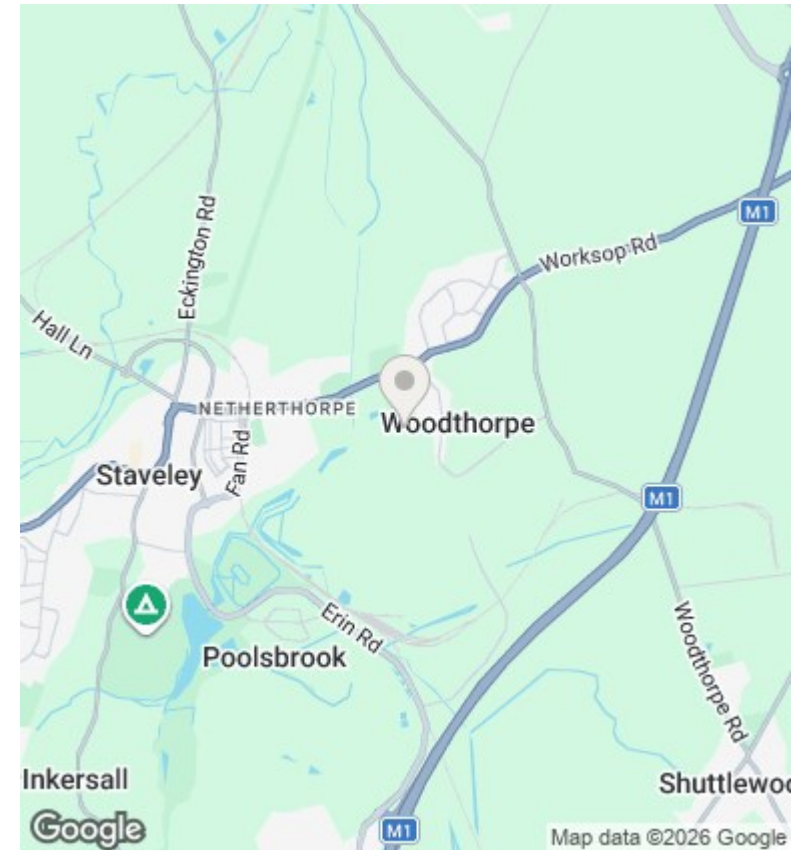 M1
Eckington Rd
Worksop Rd
Hall Ln
NETHERTHORPE
Woodthorpe
Fan Rd
Staveley
M1
Erin Rd
Woodthorpe Rd
Poolsbrook
Inkersall
Shuttlewoo
M1
Google
Map data ©2026 Google